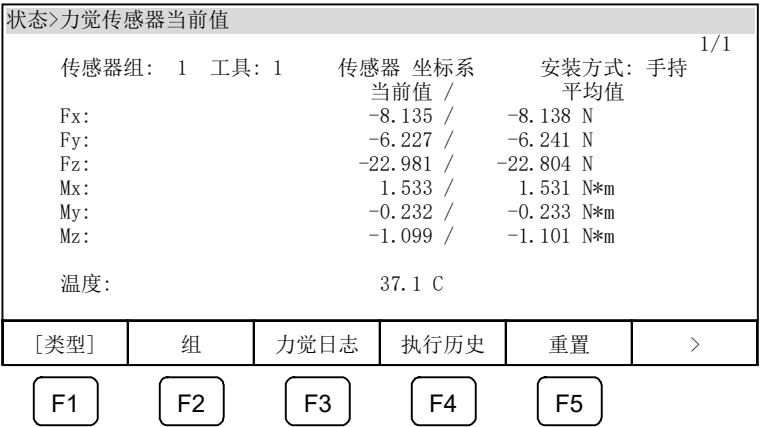 状态>力觉传感器当前值
1/1
传感器组: 1 工具: 1 传感器 坐标系 安装方式: 手持
当前值 / 平均值
Fx: -8.135 / -8.138 N
Fy: -6.227 / -6.241 N
Fz: -22.981 / -22.804 N
Mx: 1.533 / 1.531 N*m
My: -0.232 / -0.233 N*m
Mz: -1.099 / -1.101 N*m
温度: 37.1 C
[类型] 组 力觉日志 执行历史 重置 >
F1 F2 F3 F4 F5